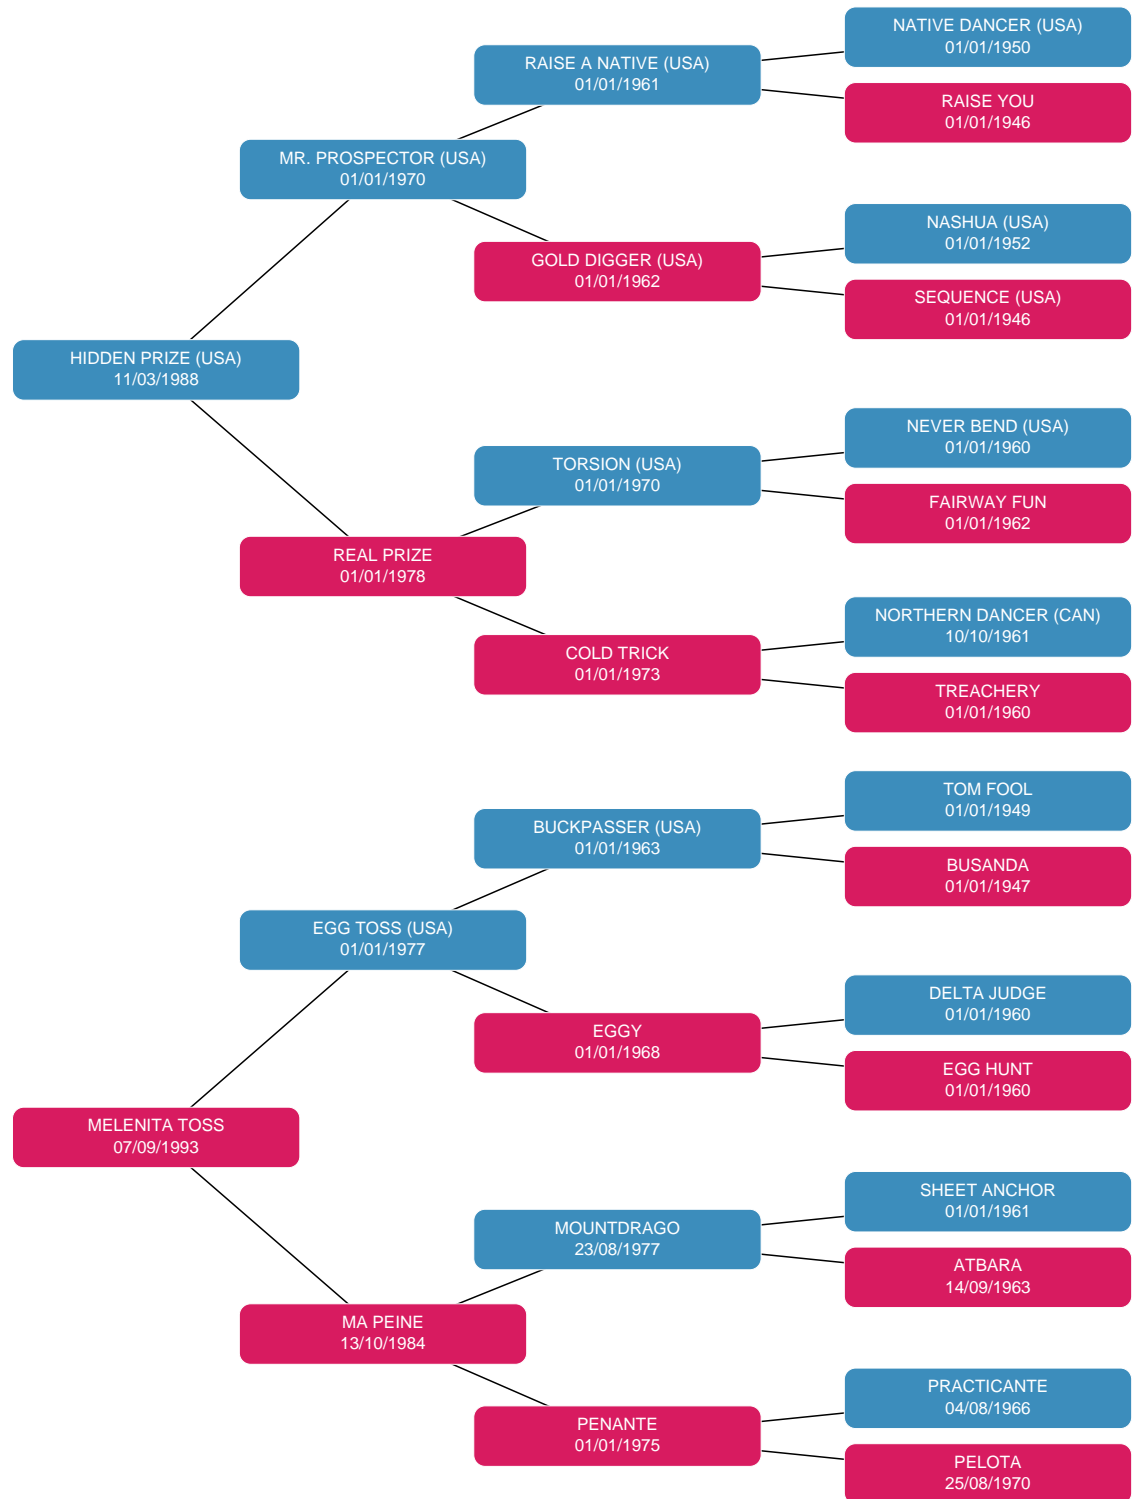 NATIVE DANCER (USA)
01/01/1950
RAISE A NATIVE (USA)
01/01/1961
RAISE YOU
01/01/1946
MR. PROSPECTOR (USA)
01/01/1970
NASHUA (USA)
01/01/1952
GOLD DIGGER (USA)
01/01/1962
SEQUENCE (USA)
01/01/1946
HIDDEN PRIZE (USA)
11/03/1988
NEVER BEND (USA)
01/01/1960
TORSION (USA)
01/01/1970
FAIRWAY FUN
01/01/1962
REAL PRIZE
01/01/1978
NORTHERN DANCER (CAN)
10/10/1961
COLD TRICK
01/01/1973
TREACHERY
01/01/1960
TOM FOOL
01/01/1949
BUCKPASSER (USA)
01/01/1963
BUSANDA
01/01/1947
EGG TOSS (USA)
01/01/1977
DELTA JUDGE
01/01/1960
EGGY
01/01/1968
EGG HUNT
01/01/1960
MELENITA TOSS
07/09/1993
SHEET ANCHOR
01/01/1961
MOUNTDRAGO
23/08/1977
ATBARA
14/09/1963
MA PEINE
13/10/1984
PRACTICANTE
04/08/1966
PENANTE
01/01/1975
PELOTA
25/08/1970